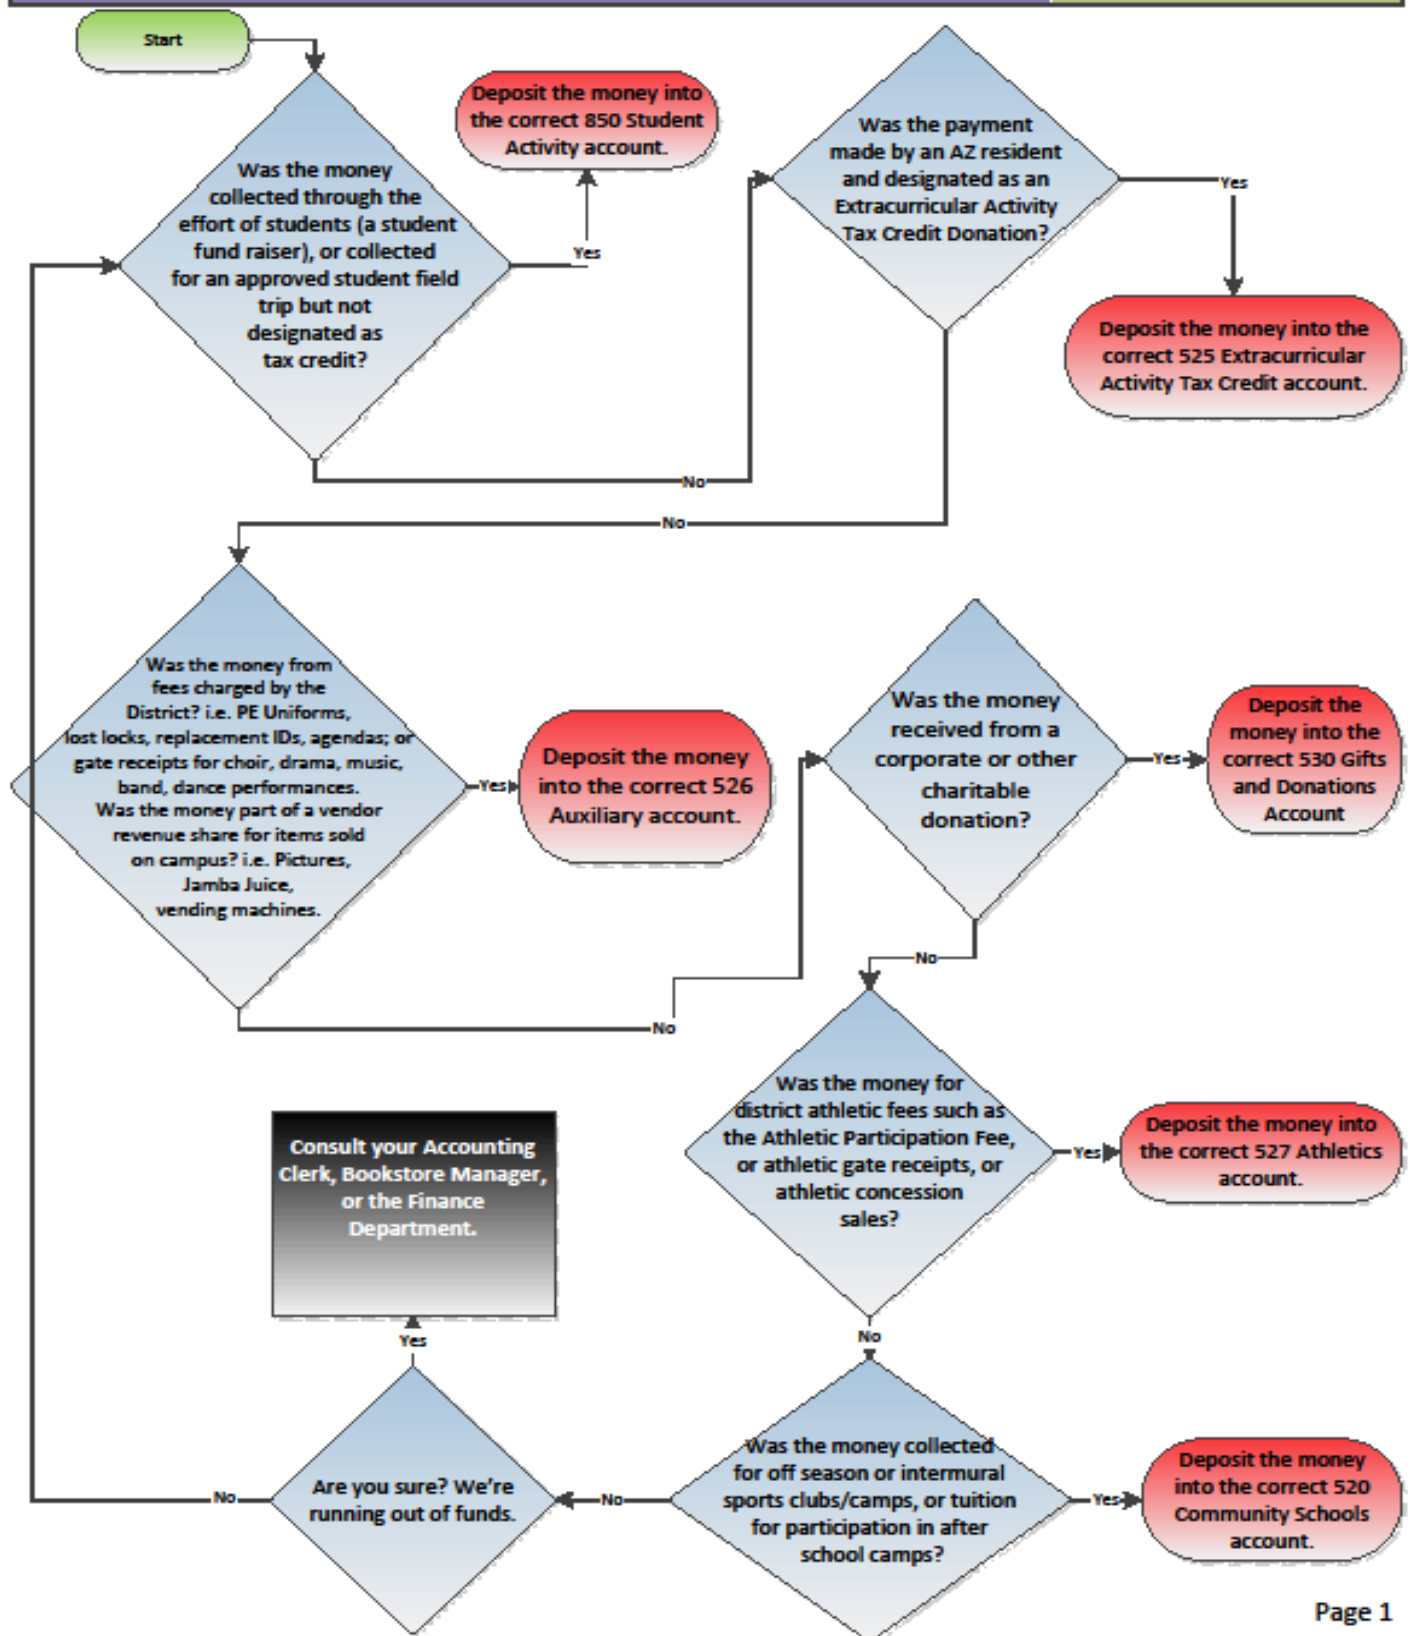 Start
Was the money
collected through the
effort of students (a student
fund raiser), or collected
for an approved student field
trip but not
designated as
tax credit?
Yes
Deposit the money into
the correct 850 Student
Activity account.
No
Was the payment
made by an AZ resident
and designated as an
Extracurricular Activity
Tax Credit Donation?
Yes
Deposit the money into the
correct 525 Extracurricular
Activity Tax Credit account.
No
Was the money from
fees charged by the
District? i.e. PE Uniforms,
lost locks, replacement IDs, agendas; or
gate receipts for choir, drama, music,
band, dance performances.
Was the money part of a vendor
revenue share for items sold
on campus? i.e. Pictures,
Jamba Juice,
vending machines.
Yes
Deposit the money
into the correct 526
Auxiliary account.
No
Was the money
received from a
corporate or other
charitable
donation?
Yes
Deposit the
money into the
correct 530 Gifts
and Donations
Account
No
Was the money for
district athletic fees such as
the Athletic Participation Fee,
or athletic gate receipts, or
athletic concession
sales?
Yes
Deposit the money into
the correct 527 Athletics
account.
No
Was the money collected
for off season or intermural
sports clubs/camps, or tuition
for participation in after
school camps?
Yes
Deposit the money
into the correct 520
Community Schools
account.
No
Are you sure? We're
running out of funds.
Yes
Consult your Accounting
Clerk, Bookstore Manager,
or the Finance
Department.
No
Page 1